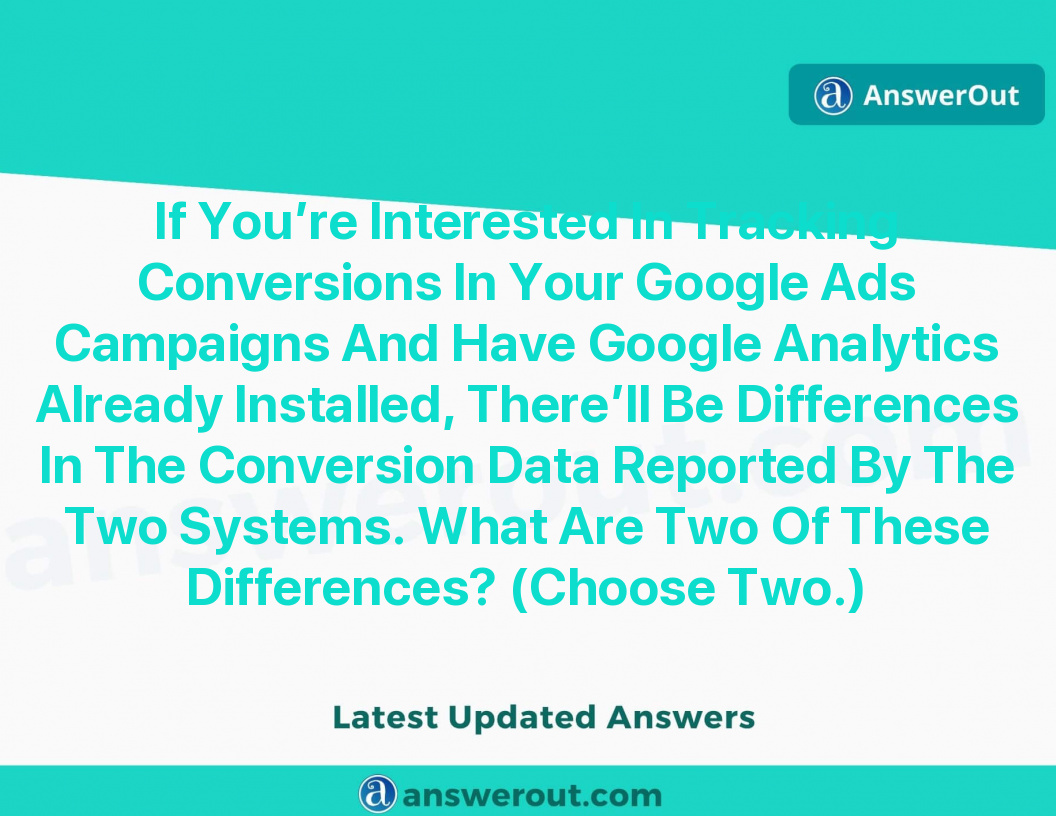 AnswerOut
If You’re Interested In Tracking
Conversions In Your Google Ads
Campaigns And Have Google Analytics
Already Installed, There’ll Be Differences
In The Conversion Data Reported By The
Two Systems. What Are Two Of These
Differences? (Choose Two.)
answerout.com
Latest Updated Answers
answerout.com